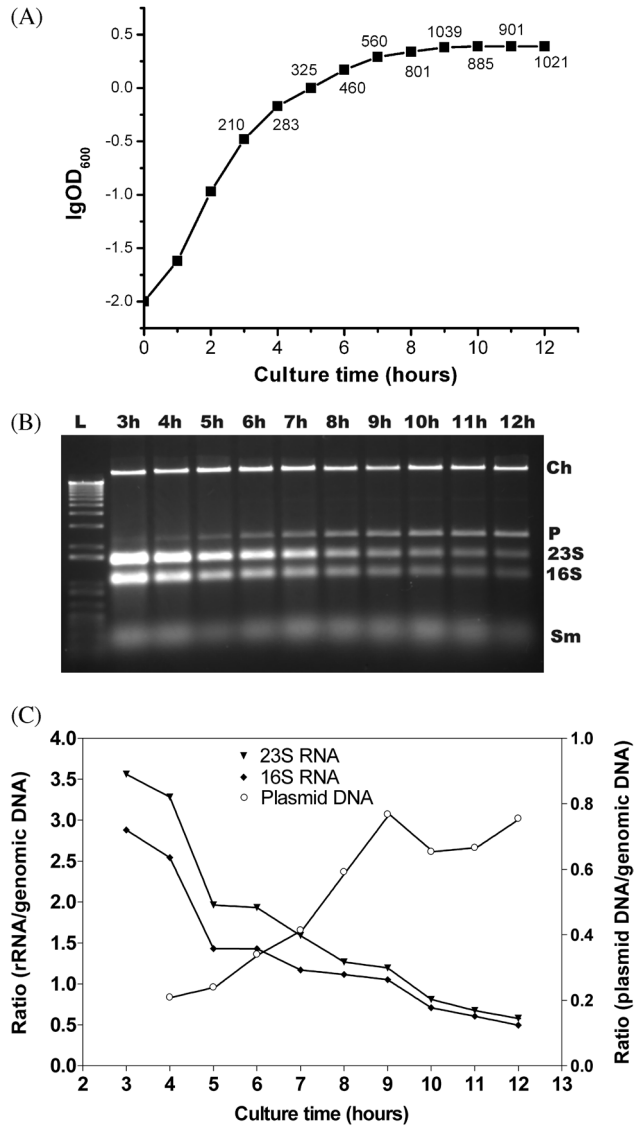 (A)
0.5
0.0
-0.5
-1.0
-1.5
-2.0
lgOD600
210
283
325
460
560
801
1039
885
901
1021
0 2 4 6 8 10 12
Culture time (hours)
(B)
L 3h 4h 5h 6h 7h 8h 9h 10h 11h 12h
Ch
P
23S
16S
Sm
(C)
4.0
3.5
3.0
2.5
2.0
1.5
1.0
0.5
0.0
Ratio (rRNA/genomic DNA)
23S RNA
16S RNA
Plasmid DNA
1.0
0.8
0.6
0.4
0.2
0.0
Ratio (plasmid DNA/genomic DNA)
2 3 4 5 6 7 8 9 10 11 12 13
Culture time (hours)